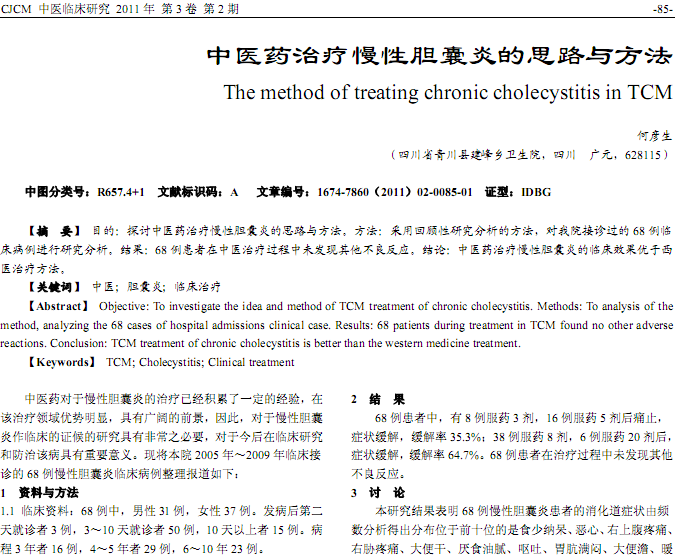 CJCM 中医临床研究 2011 年 第 3 卷 第 2 期 -85-
中医药治疗慢性胆囊炎的思路与方法
The method of treating chronic cholecystitis in TCM
何彦生
（四川省青川县建峰乡卫生院，四川 广元，628115）
中图分类号：R657.4+1 文献标识码：A 文章编号：1674-7860（2011）02-0085-01 证型：IDBG
【摘 要】 目的：探讨中医药治疗慢性胆囊炎的思路与方法。方法：采用回顾性研究分析的方法，对我院接诊过的 68 例临
床病例进行研究分析。结果：68 例患者在中医治疗过程中未发现其他不良反应。结论：中医药治疗慢性胆囊炎的临床效果优于西
医治疗方法。
【关键词】 中医；胆囊炎；临床治疗
【Abstract】 Objective: To investigate the idea and method of TCM treatment of chronic cholecystitis. Methods: To analysis of the
method, analyzing the 68 cases of hospital admissions clinical case. Results: 68 patients during treatment in TCM found no other adverse
reactions. Conclusion: TCM treatment of chronic cholecystitis is better than the western medicine treatment.
【Keywords】 TCM; Cholecystitis; Clinical treatment
中医药对于慢性胆囊炎的治疗已经积累了一定的经验，在
该治疗领域优势明显，具有广阔的前景，因此，对于慢性胆囊
炎作临床的证候的研究具有非常之必要，对于今后在临床研究
和防治该病具有重要意义。现将本院 2005 年～2009 年临床接
诊的 68 例慢性胆囊炎临床病例整理报道如下：
1 资料与方法
1.1 临床资料：68 例中，男性 31 例，女性 37 例。发病后第二
天就诊者 3 例，3～10 天就诊者 50 例，10 天以上者 15 例。病
程 3 年者 16 例，4～5 年者 29 例，6～10 年 23 例。
2 结 果
68 例患者中，有 8 例服药 3 剂，16 例服药 5 剂后痛止，
症状缓解，缓解率 35.3%；38 例服药 8 剂，6 例服药 20 剂后，
症状缓解，缓解率 64.7%。68 例患者在治疗过程中未发现其他
不良反应。
3 讨 论
本研究结果表明 68 例慢性胆囊炎患者的消化道症状由频
数分析得出分布位于前十位的是食少纳呆、恶心、右上腹疼痛、
右胁疼痛、大便干、厌食油腻、呕吐、胃脘满闷、大便溏、嗳